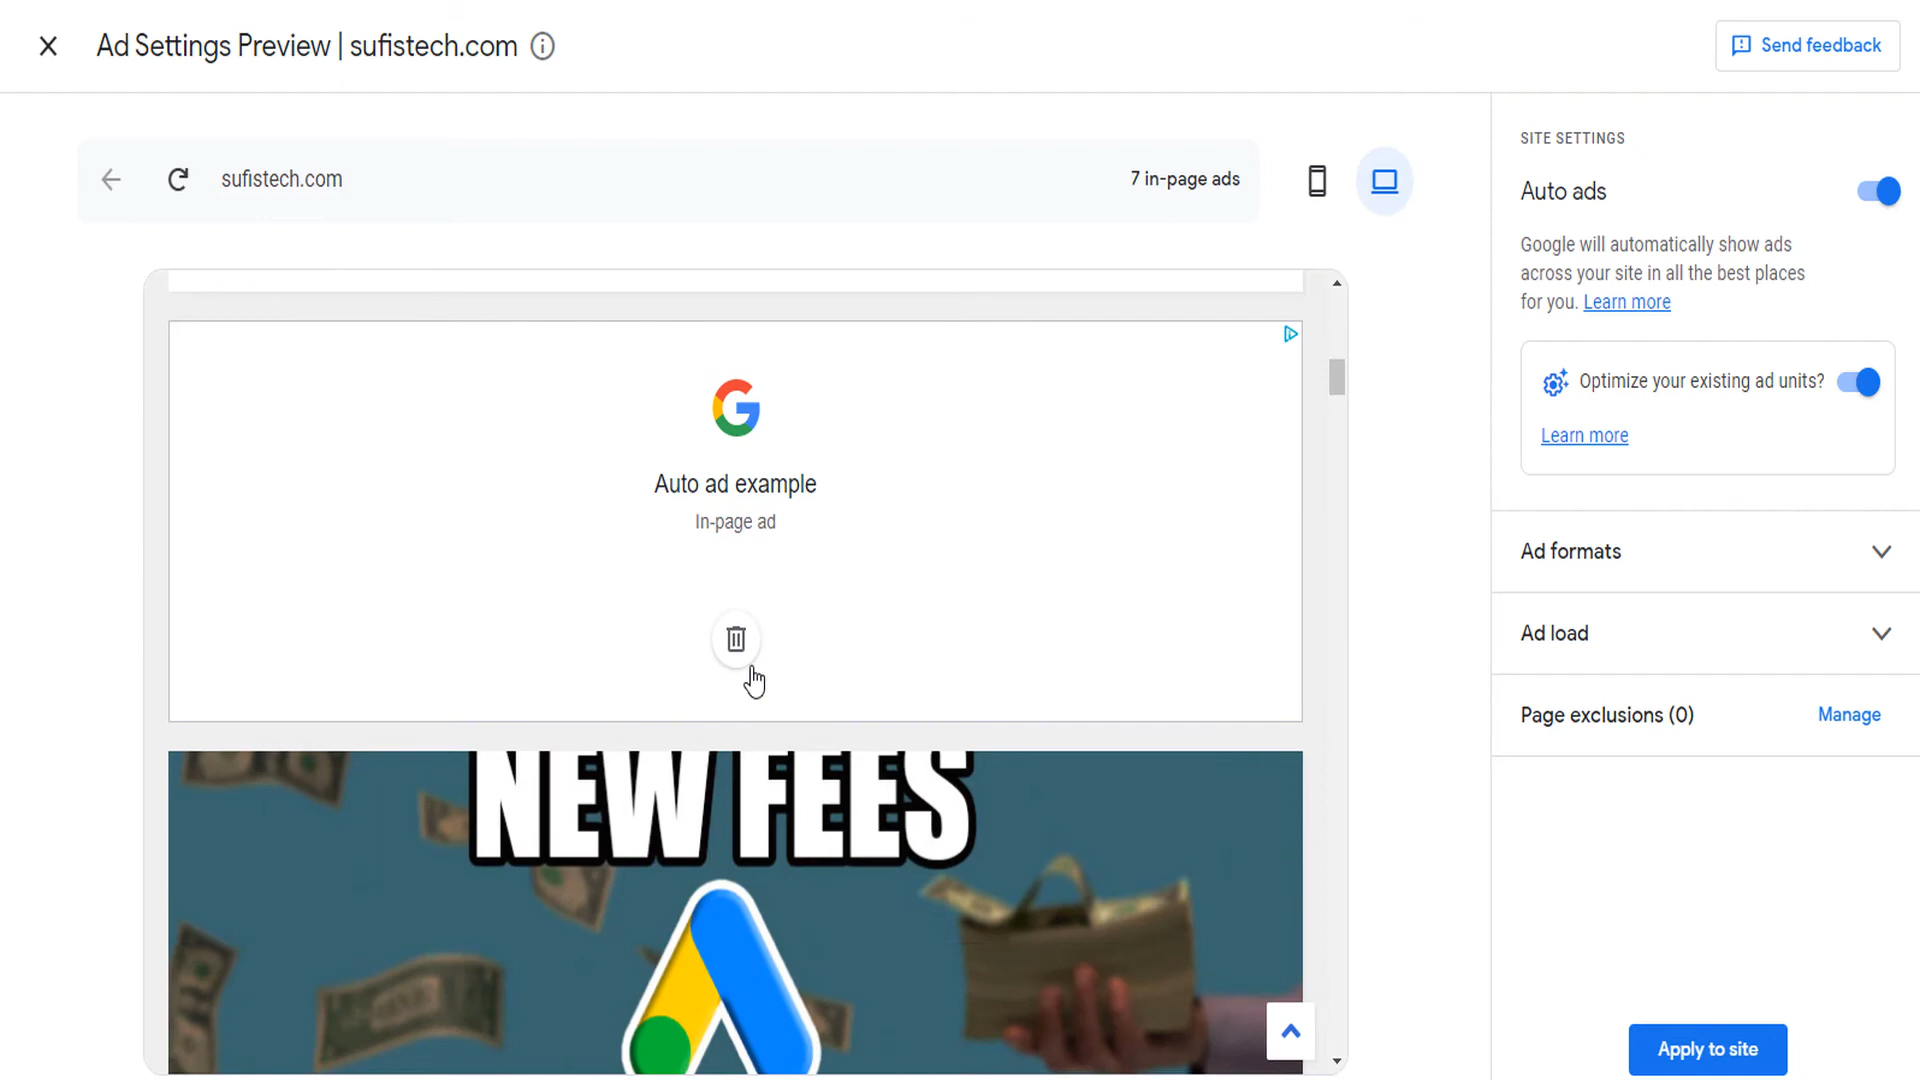 Ad Settings Preview | sufistech.com
Send feedback
sufistech.com
7 in-page ads
SITE SETTINGS
Auto ads
Google will automatically show ads
across your site in all the best places
for you. Learn more
Optimize your existing ad units?
Learn more
Auto ad example
In-page ad
Ad formats
Ad load
Page exclusions (0)
Manage
NEW FEES
Apply to site